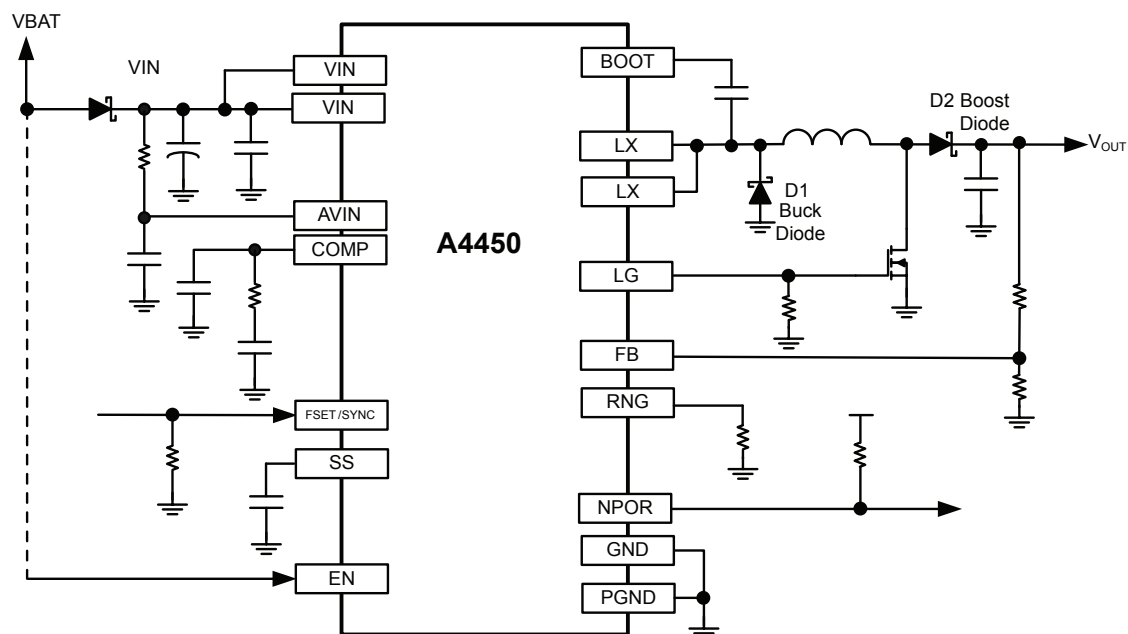 VBAT
VIN
VIN
VIN
AVIN
COMP
FSET/SYNC
SS
EN
A4450
BOOT
LX
LX
LG
FB
RNG
NPOR
GND
PGND
D1
Buck
Diode
D2 Boost
Diode
VOUT